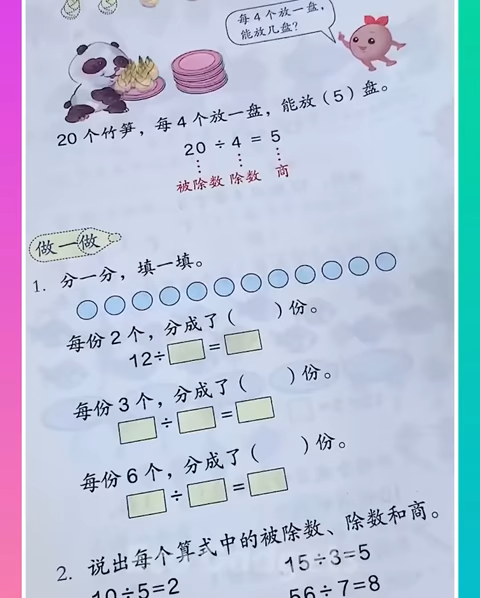 每4个放一盘，
能放几盘？
20个竹笋，每4个放一盘，能放（5）盘。
20 ÷ 4 = 5
被除数 除数 商
做一做
1. 分一分，填一填。
每份2个，分成了（ ）份。
12÷□=□
每份3个，分成了（ ）份。
□÷□=□
每份6个，分成了（ ）份。
□÷□=□
2. 说出每个算式中的被除数、除数和商。
10÷5=2 15÷3=5
56÷7=8